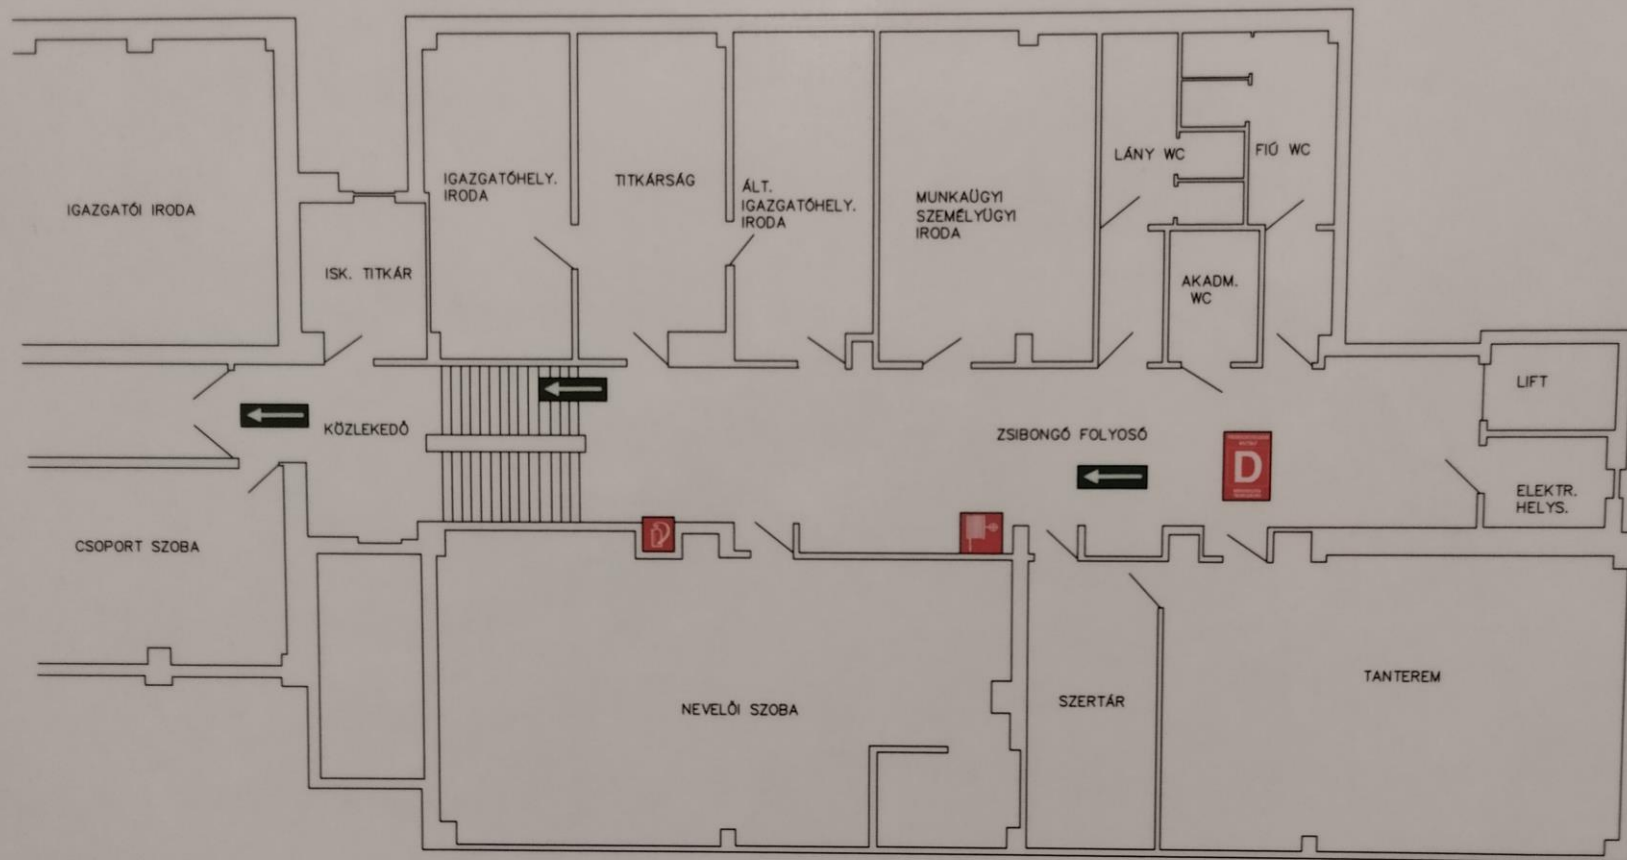 IGAZGATÓI IRODA
ISK. TITKÁR
IGAZGATÓHELY.
IRODA
TITKÁRSÁG
ÁLT.
IGAZGATÓHELY.
IRODA
MUNKAÜGYI
SZEMÉLYÜGYI
IRODA
LÁNY WC
FIÚ WC
AKADM.
WC
LIFT
KÖZLEKEDŐ
ZSIBONGÓ FOLYOSÓ
D
ELEKTR.
HELYS.
CSOPORT SZOBA
NEVELŐI SZOBA
SZERTÁR
TANTEREM